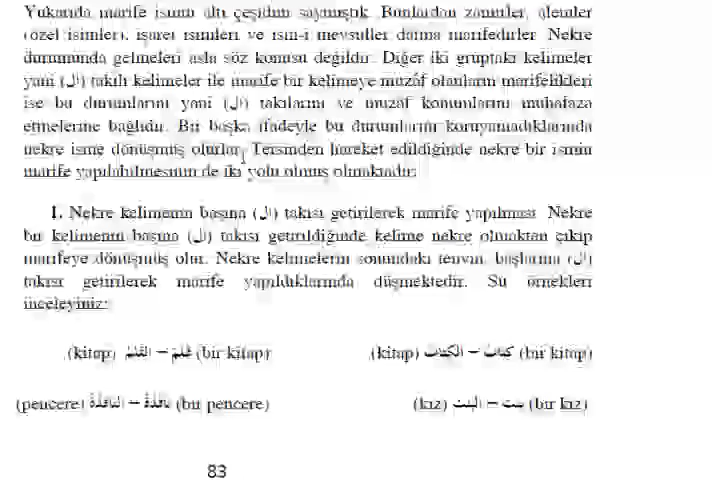 Yukarıda marife ismin altı çeşidini saymıştık. Bunlardan zamirler, alemler
(özel isimler), işaret isimleri ve ism-i mevsuller daima marifedirler. Nekre
durumunda gelmeleri asla söz konusu değildir. Diğer iki gruptaki kelimeler
yani (ال) takılı kelimeler ile marife bir kelimeye muzâf olanların marifelikleri
ise bu durumlarını yani (ال) takılarını ve muzâf konumlarını muhafaza
etmelerine bağlıdır. Bir başka ifadeyle bu durumlarını koruyamadıklarında
nekre isme dönüşmüş olurlar. Tersinden hareket edildiğinde nekre bir ismin
marife yapılabilmesinin de iki yolu olmuş olmaktadır:
1. Nekre kelimenin başına (ال) takısı getirilerek marife yapılması. Nekre
bir kelimenin başına (ال) takısı getirildiğinde kelime nekre olmaktan çıkıp
marifeye dönüşmüş olur. Nekre kelimelerin sonundaki tenvin, başlarına (ال)
takısı getirilerek marife yapıldıklarında düşmektedir. Şu örnekleri
inceleyiniz:
(bir kitap) كتابٌ – الكتابُ (kitap)    (bir kitap) قَلَمٌ – القَلَمُ (kitap)
(bir kız) بنت – البنت (kız)    (bir pencere) نافذةٌ – النافذةُ (pencere)
83